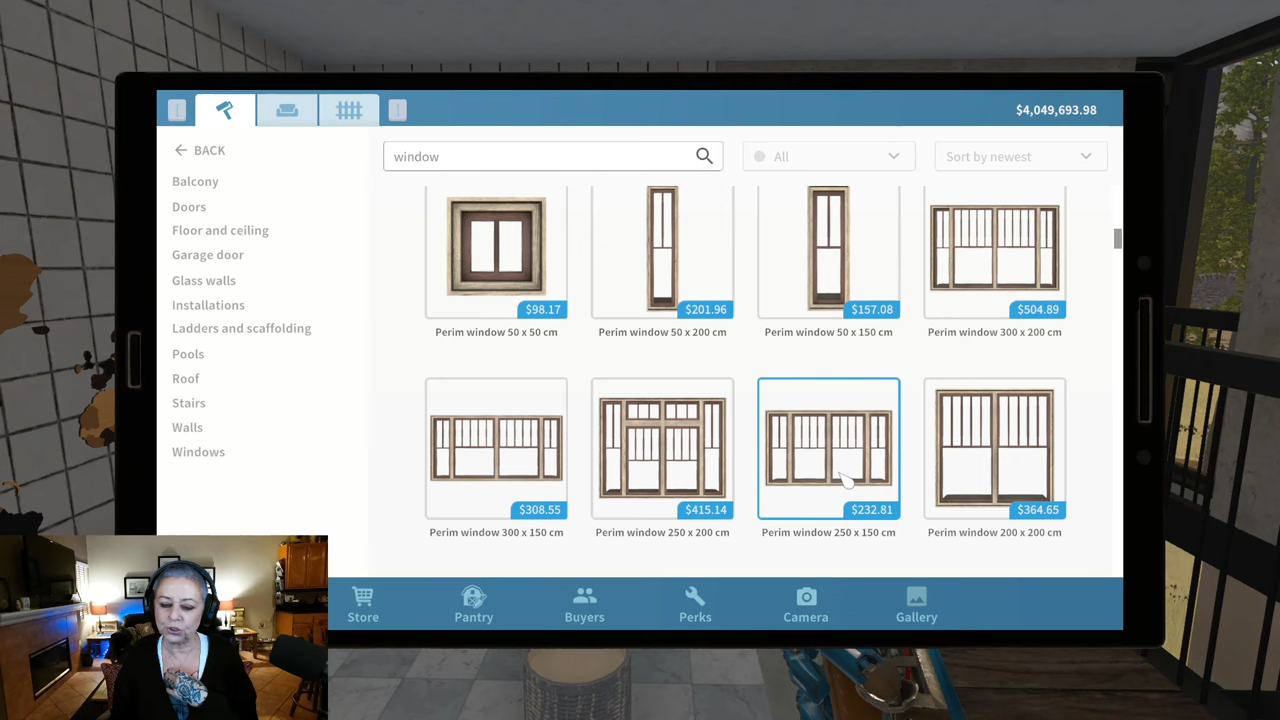 $4,049,693.98
BACK
window
All
Sort by newest
Balcony
Doors
Floor and ceiling
Garage door
Glass walls
Installations
Ladders and scaffolding
Pools
Roof
Stairs
Walls
Windows
$98.17
$201.96
$157.08
$504.89
Perim window 50 x 50 cm
Perim window 50 x 200 cm
Perim window 50 x 150 cm
Perim window 300 x 200 cm
$308.55
$415.14
$232.81
$364.65
Perim window 300 x 150 cm
Perim window 250 x 200 cm
Perim window 250 x 150 cm
Perim window 200 x 200 cm
Store
Pantry
Buyers
Perks
Camera
Gallery